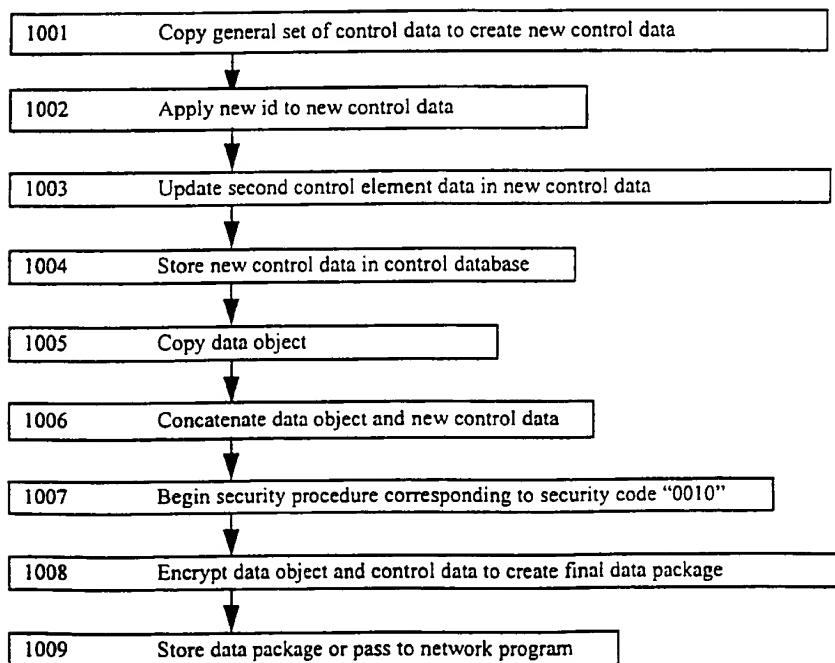 1001 Copy general set of control data to create new control data
1002 Apply new id to new control data
1003 Update second control element data in new control data
1004 Store new control data in control database
1005 Copy data object
1006 Concatenate data object and new control data
1007 Begin security procedure corresponding to security code “0010”
1008 Encrypt data object and control data to create final data package
1009 Store data package or pass to network program